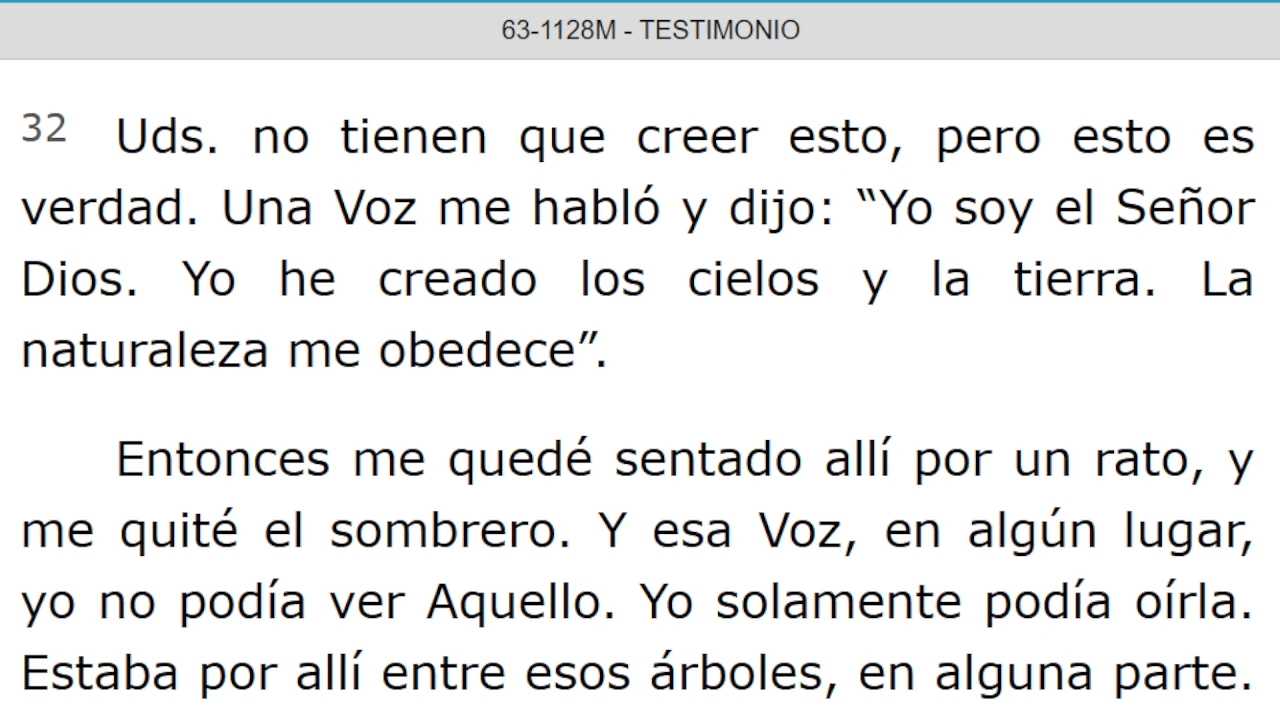 63-1128M - TESTIMONIO
32 Uds. no tienen que creer esto, pero esto es
verdad. Una Voz me habló y dijo: “Yo soy el Señor
Dios. Yo he creado los cielos y la tierra. La
naturaleza me obedece”.
Entonces me quedé sentado allí por un rato, y
me quité el sombrero. Y esa Voz, en algún lugar,
yo no podía ver Aquello. Yo solamente podía oírla.
Estaba por allí entre esos árboles, en alguna parte.